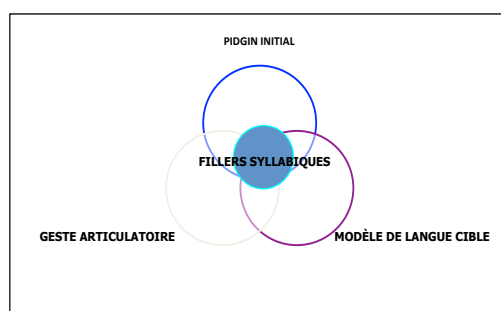 PIDGIN INITIAL
FILLERS SYLLABIQUES
GESTE ARTICULATOIRE
MODÈLE DE LANGUE CIBLE